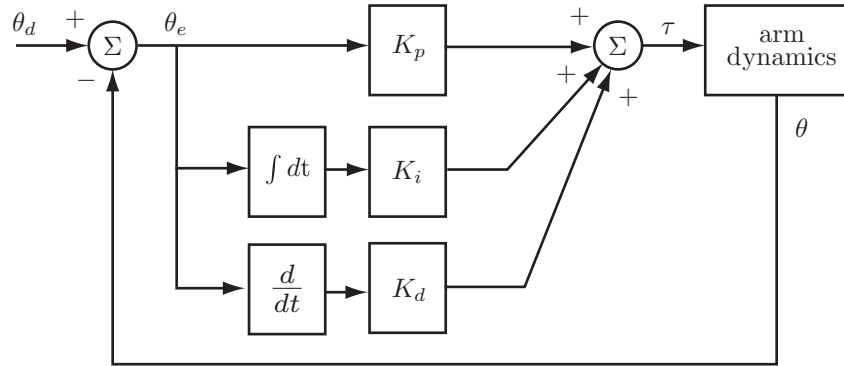 θ_d
+
Σ
−
θ_e
K_p
+
+
+
Σ
τ
arm
dynamics
θ
∫ dt
K_i
d
dt
K_d